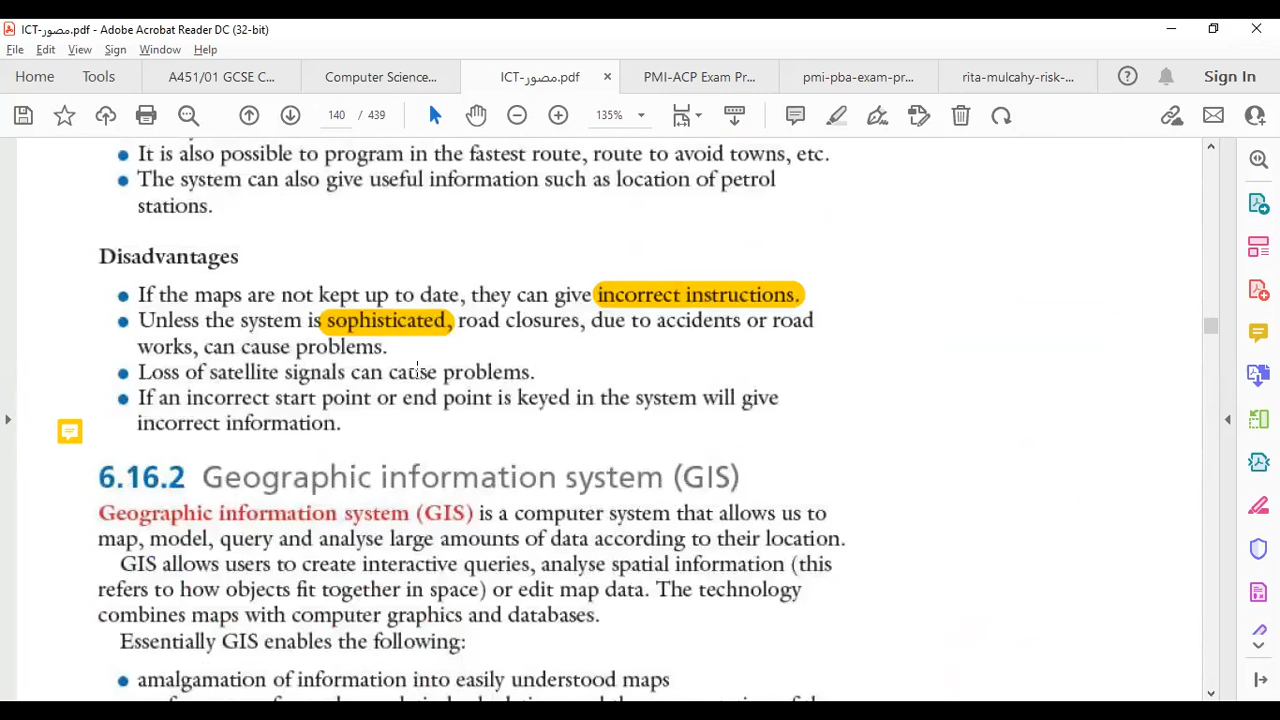 ICT-مصور.pdf - Adobe Acrobat Reader DC (32-bit)
File Edit View Sign Window Help
Home Tools A451/01 GCSE C... Computer Science... ICT-مصور.pdf × PMI-ACP Exam Pr... pmi-pba-exam-pr... rita-mulcahy-risk-... Sign In
140 / 439 135%
• It is also possible to program in the fastest route, route to avoid towns, etc.
• The system can also give useful information such as location of petrol
stations.
Disadvantages
• If the maps are not kept up to date, they can give incorrect instructions.
• Unless the system is sophisticated, road closures, due to accidents or road
works, can cause problems.
• Loss of satellite signals can cause problems.
• If an incorrect start point or end point is keyed in the system will give
incorrect information.
6.16.2 Geographic information system (GIS)
Geographic information system (GIS) is a computer system that allows us to
map, model, query and analyse large amounts of data according to their location.
GIS allows users to create interactive queries, analyse spatial information (this
refers to how objects fit together in space) or edit map data. The technology
combines maps with computer graphics and databases.
Essentially GIS enables the following:
• amalgamation of information into easily understood maps